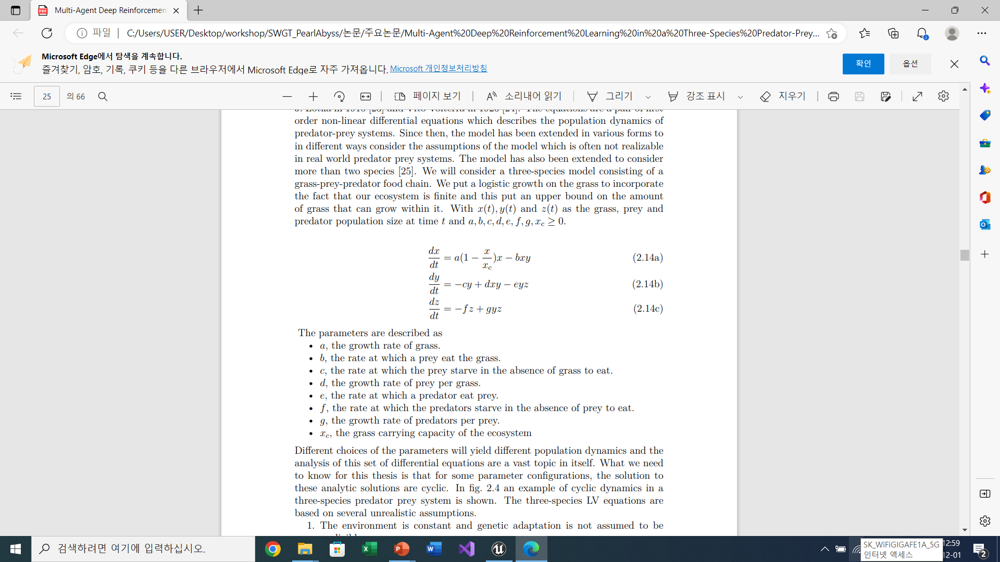 Multi-Agent Deep Reinforcemen
파일
C:/Users/USER/Desktop/workshop/SWGT_PearlAbyss/논문/주요논문/Multi-Agent%20Deep%20Reinforcement%20Learning%20in%20a%20Three-Species%20Predator-Prey...
Microsoft Edge에서 탐색을 계속합니다.
즐겨찾기, 암호, 기록, 쿠키 등을 다른 브라우저에서 Microsoft Edge로 자주 가져옵니다. Microsoft 개인정보처리방침
확인
옵션
25 의 66
페이지 보기
소리내어 읽기
그리기
강조 표시
지우기
order non-linear differential equations which describes the population dynamics of
predator-prey systems. Since then, the model has been extended in various forms to
in different ways consider the assumptions of the model which is often not realizable
in real world predator prey systems. The model has also been extended to consider
more than two species [25]. We will consider a three-species model consisting of a
grass-prey-predator food chain. We put a logistic growth on the grass to incorporate
the fact that our ecosystem is finite and this put an upper bound on the amount
of grass that can grow within it. With x(t), y(t) and z(t) as the grass, prey and
predator population size at time t and a, b, c, d, e, f, g, x_c ≥ 0.
dx/dt = a(1 − x/x_c)x − bxy (2.14a)
dy/dt = −cy + dxy − eyz (2.14b)
dz/dt = −fz + gyz (2.14c)
The parameters are described as
• a, the growth rate of grass.
• b, the rate at which a prey eat the grass.
• c, the rate at which the prey starve in the absence of grass to eat.
• d, the growth rate of prey per grass.
• e, the rate at which a predator eat prey.
• f, the rate at which the predators starve in the absence of prey to eat.
• g, the growth rate of predators per prey.
• x_c, the grass carrying capacity of the ecosystem
Different choices of the parameters will yield different population dynamics and the
analysis of this set of differential equations are a vast topic in itself. What we need
to know for this thesis is that for some parameter configurations, the solution to
these analytic solutions are cyclic. In fig. 2.4 an example of cyclic dynamics in a
three-species predator prey system is shown. The three-species LV equations are
based on several unrealistic assumptions.
1. The environment is constant and genetic adaptation is not assumed to be
검색하려면 여기에 입력하십시오.
SK_WiFiGIGAFE1A_5G
인터넷 액세스
12:59
12-01
2